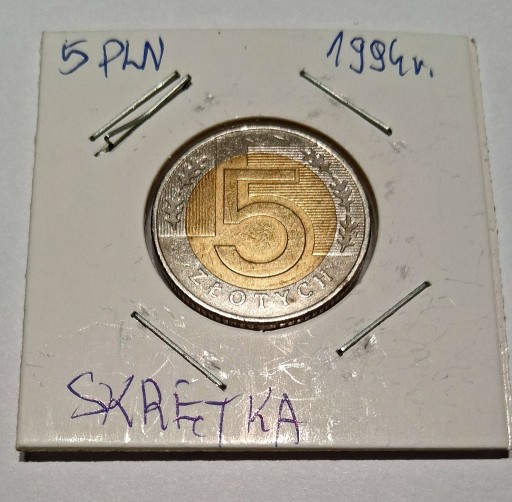 5 PLN 1994r.
5
ZŁOTYCH
SKRĘTKA